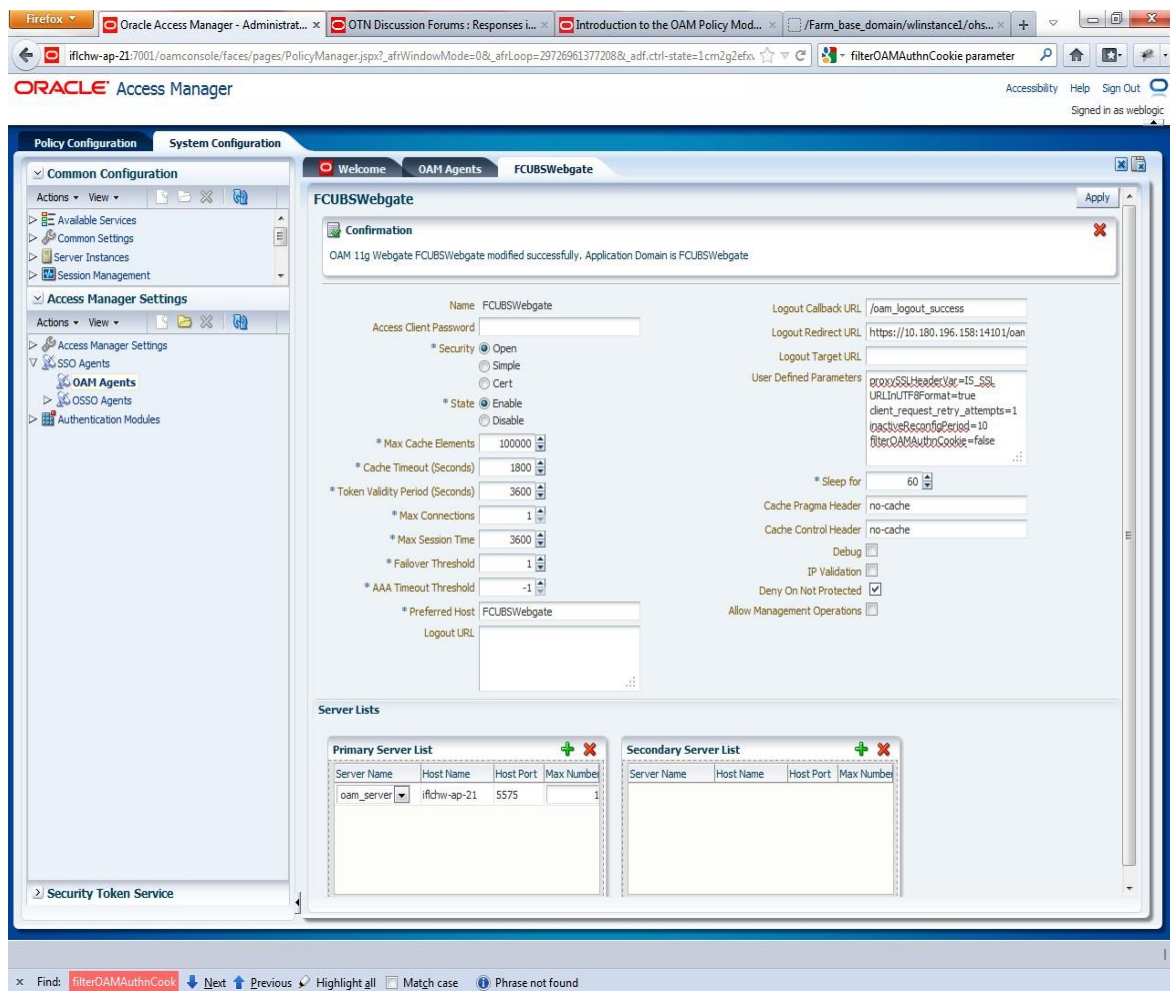 Firefox
Oracle Access Manager - Administrat...
OTN Discussion Forums : Responses i...
Introduction to the OAM Policy Mod...
/Farm_base_domain/wlinstance1/ohs...
iflchw-ap-21:7001/oamconsole/faces/pages/PolicyManager.jspx?_afrWindowMode=0&_afrLoop=29726961377208&_adf.ctrl-state=1cm2g2efx
filterOAMAuthnCookie parameter
ORACLE Access Manager
Accessibility Help Sign Out
Signed in as weblogic
Policy Configuration
System Configuration
Common Configuration
Actions View
Available Services
Common Settings
Server Instances
Session Management
Access Manager Settings
Actions View
Access Manager Settings
SSO Agents
OAM Agents
OSSO Agents
Authentication Modules
Security Token Service
Welcome
OAM Agents
FCUBSWebgate
FCUBSWebgate
Apply
Confirmation
OAM 11g Webgate FCUBSWebgate modified successfully. Application Domain is FCUBSWebgate
Name FCUBSWebgate
Access Client Password
* Security Open
Simple
Cert
* State Enable
Disable
* Max Cache Elements 100000
* Cache Timeout (Seconds) 1800
* Token Validity Period (Seconds) 3600
* Max Connections 1
* Max Session Time 3600
* Failover Threshold 1
* AAA Timeout Threshold -1
* Preferred Host FCUBSWebgate
Logout URL
Logout Callback URL /oam_logout_success
Logout Redirect URL https://10.180.196.158:14101/oan
Logout Target URL
User Defined Parameters
proxySSLHeaderVar=IS_SSL
URLInUTF8Format=true
client_request_retry_attempts=1
inactiveReconfigPeriod=10
filterOAMAuthnCookie=false
* Sleep for 60
Cache Pragma Header no-cache
Cache Control Header no-cache
Debug
IP Validation
Deny On Not Protected
Allow Management Operations
Server Lists
Primary Server List
Server Name Host Name Host Port Max Number
oam_server iflchw-ap-21 5575 1
Secondary Server List
Server Name Host Name Host Port Max Number
x Find: filterOAMAuthnCook Next Previous Highlight all Match case Phrase not found